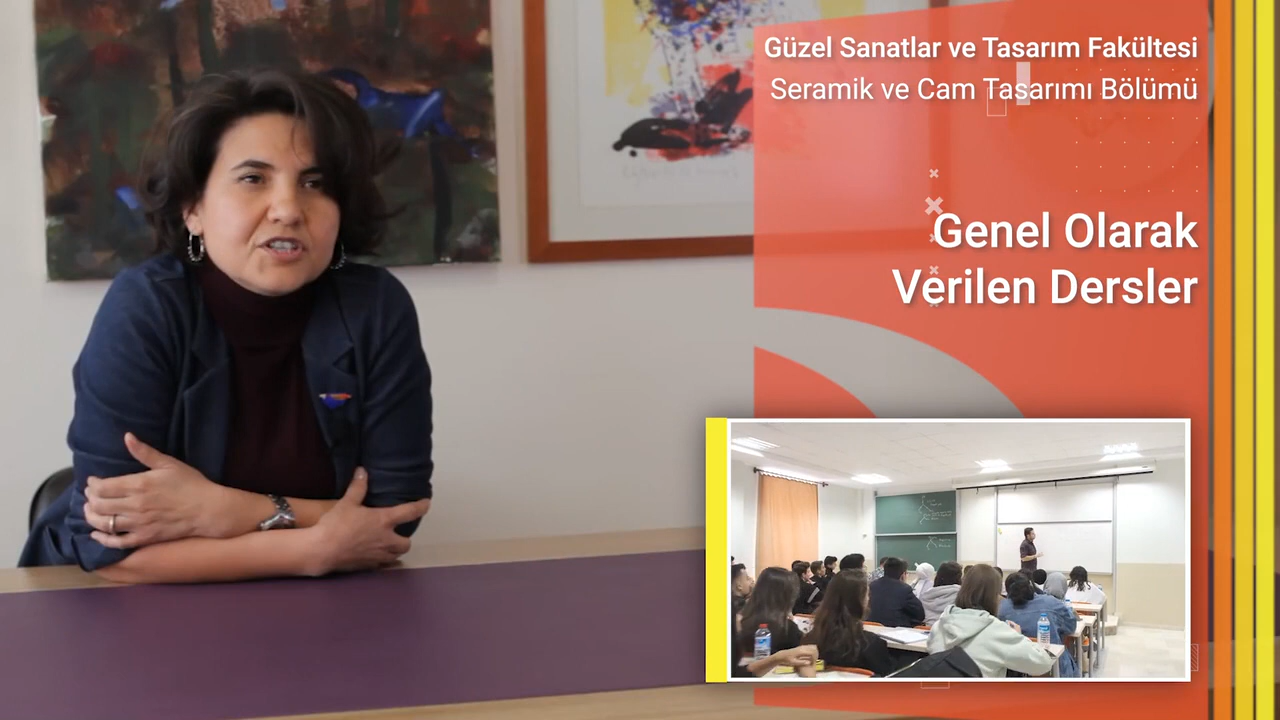 Güzel Sanatlar ve Tasarım Fakültesi
Seramik ve Cam Tasarımı Bölümü
Genel Olarak
Verilen Dersler